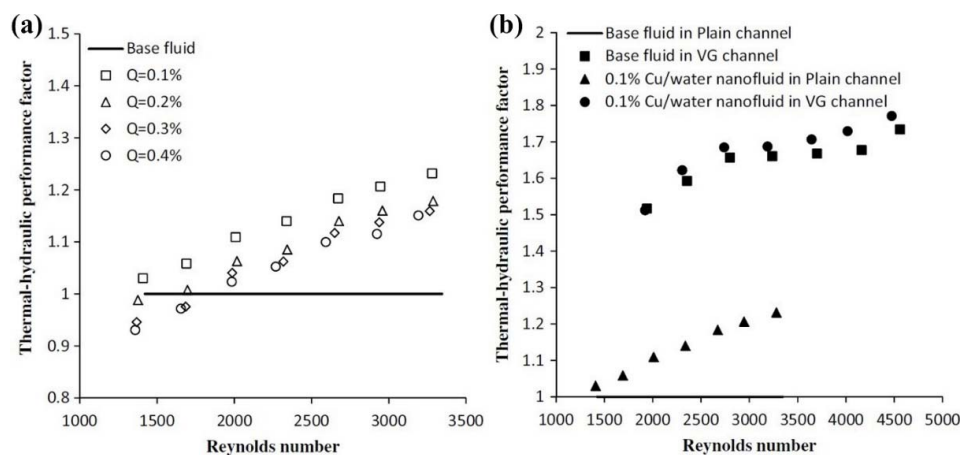 (a)
Thermal-hydraulic performance factor
1.5
1.4
1.3
1.2
1.1
1
0.9
0.8
Base fluid
Q=0.1%
Q=0.2%
Q=0.3%
Q=0.4%
1000
1500
2000
2500
3000
3500
Reynolds number
(b)
Thermal-hydraulic performance factor
2
1.9
1.8
1.7
1.6
1.5
1.4
1.3
1.2
1.1
1
Base fluid in Plain channel
Base fluid in VG channel
0.1% Cu/water nanofluid in Plain channel
0.1% Cu/water nanofluid in VG channel
1000
1500
2000
2500
3000
3500
4000
4500
5000
Reynolds number